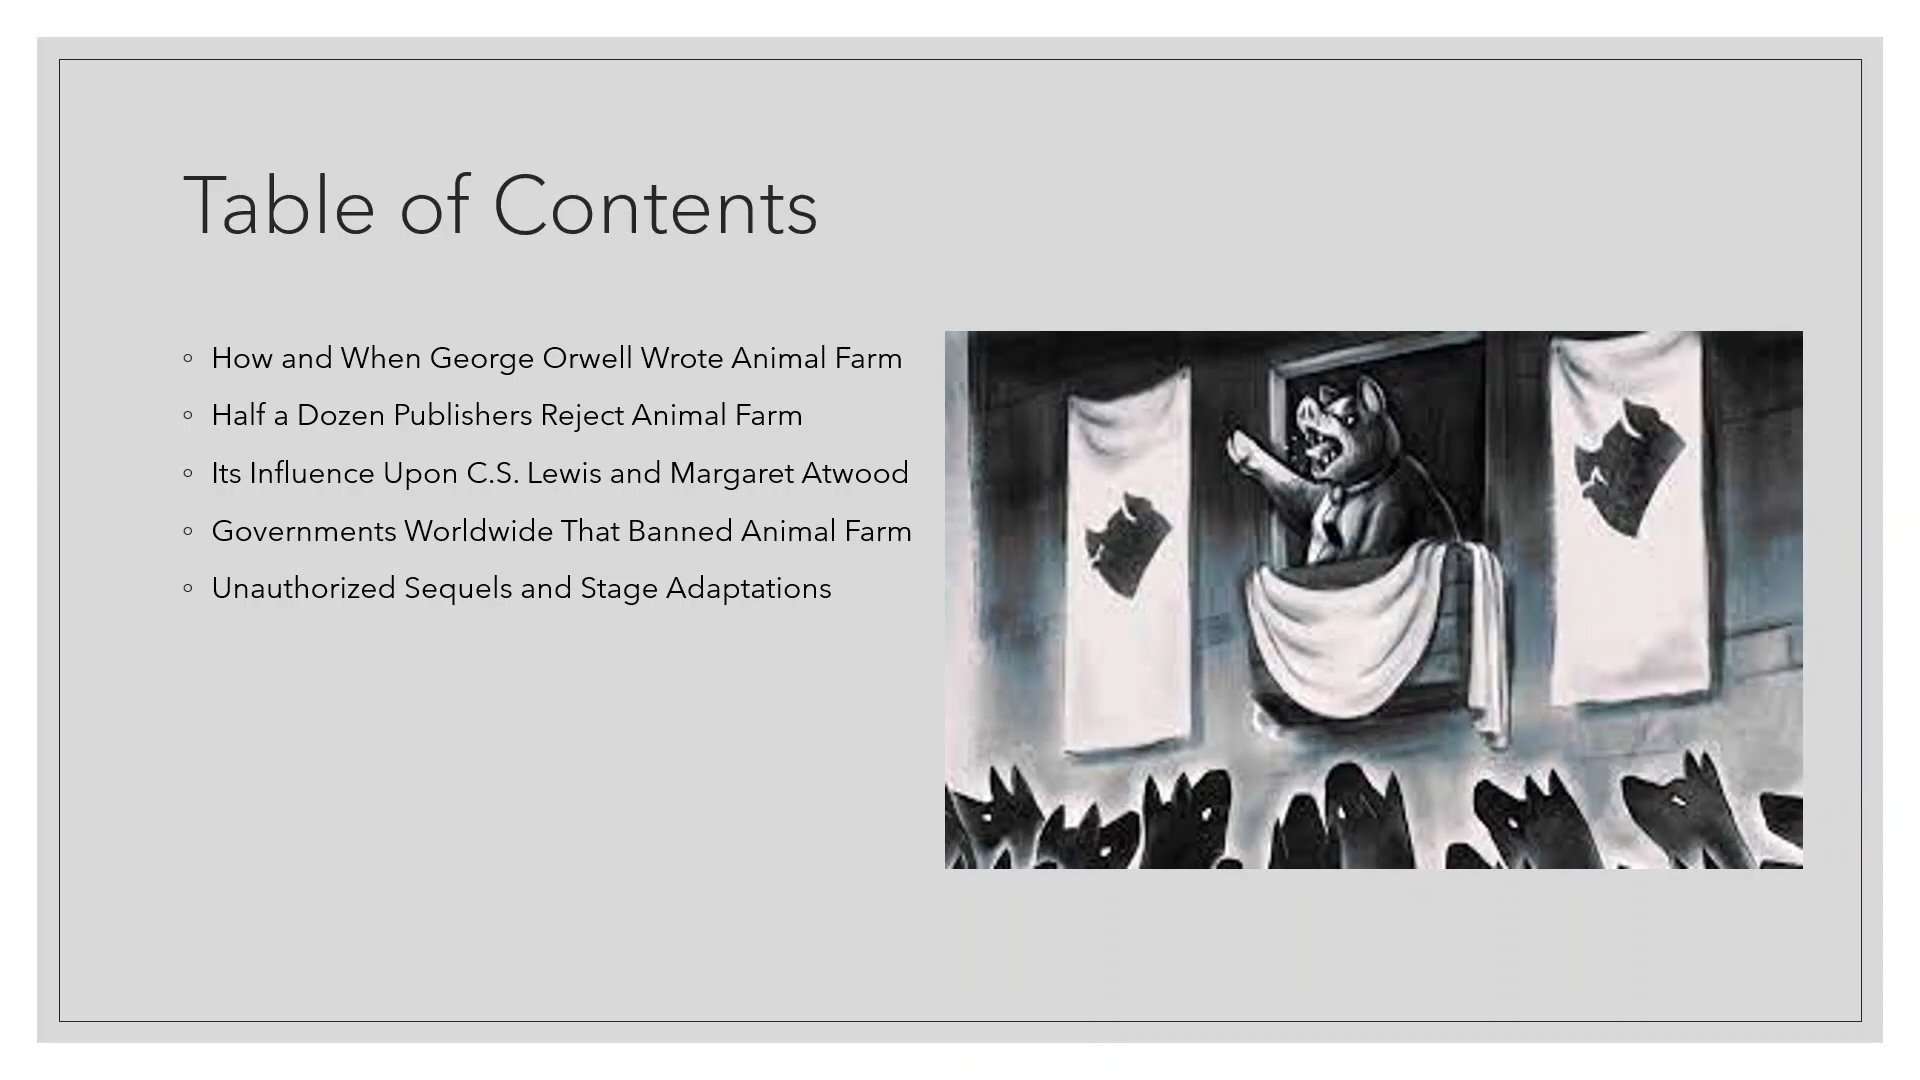 Table of Contents
◦ How and When George Orwell Wrote Animal Farm
◦ Half a Dozen Publishers Reject Animal Farm
◦ Its Influence Upon C.S. Lewis and Margaret Atwood
◦ Governments Worldwide That Banned Animal Farm
◦ Unauthorized Sequels and Stage Adaptations